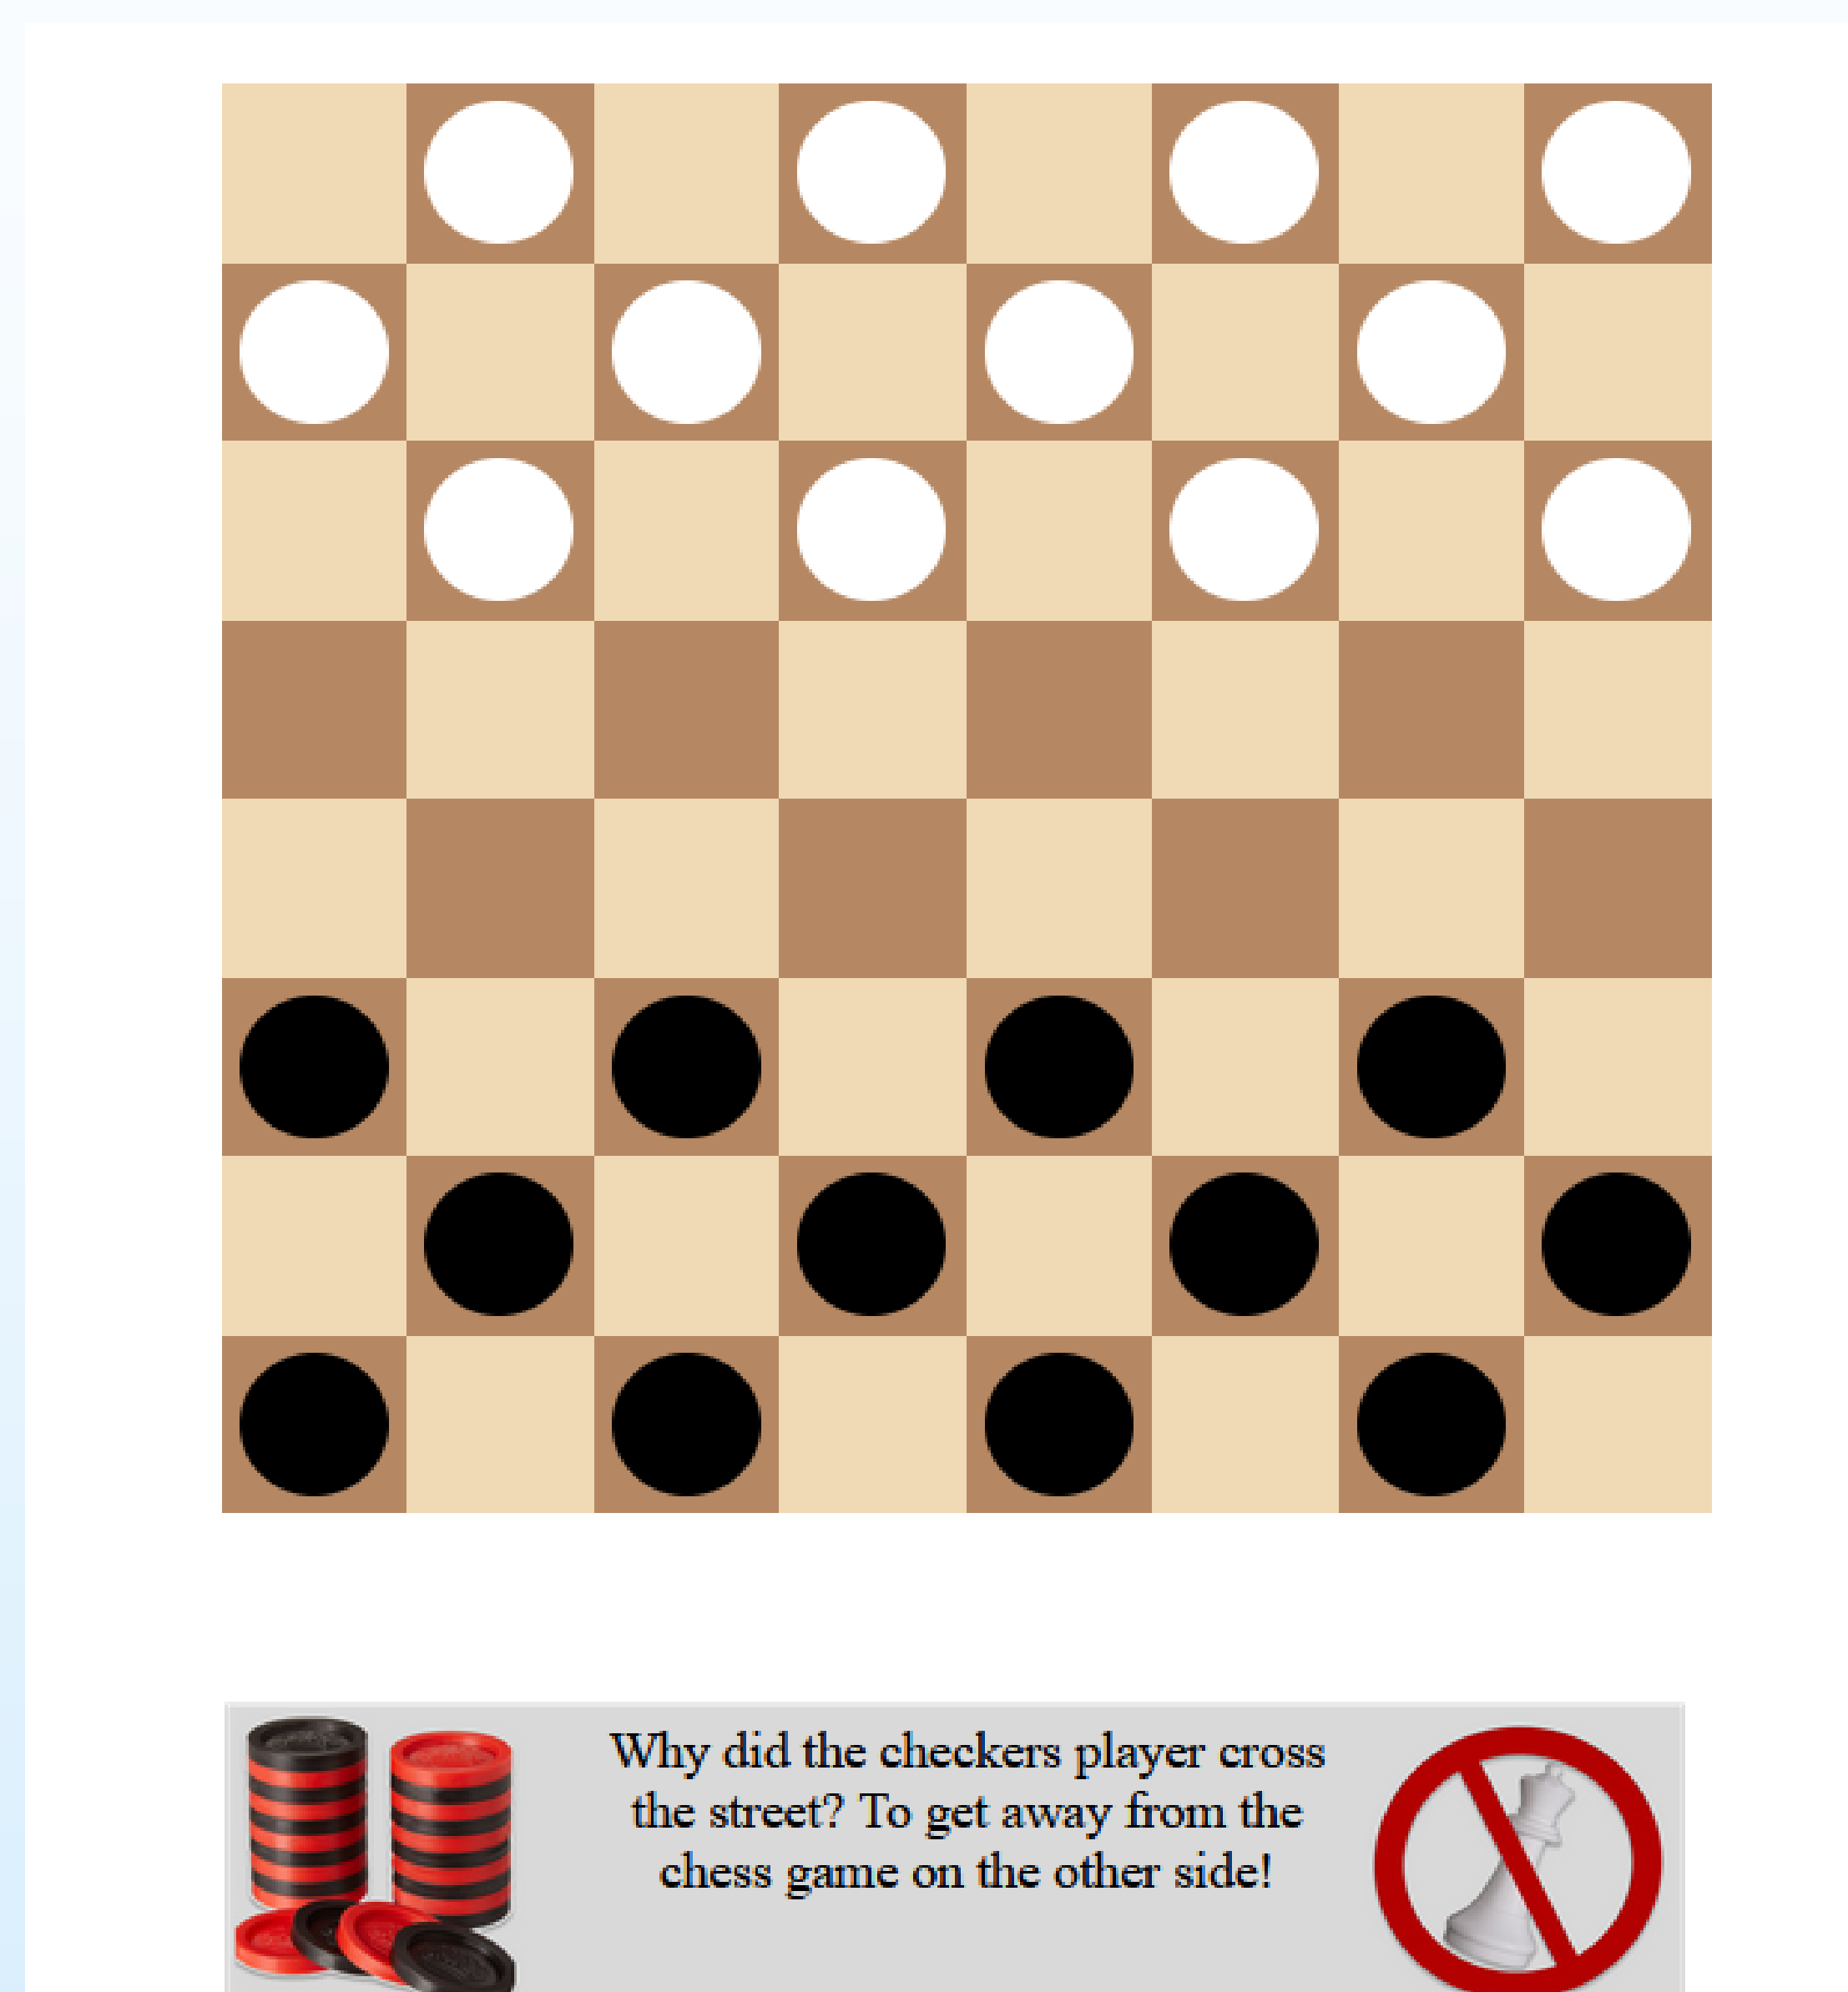 Why did the checkers player cross
the street? To get away from the
chess game on the other side!